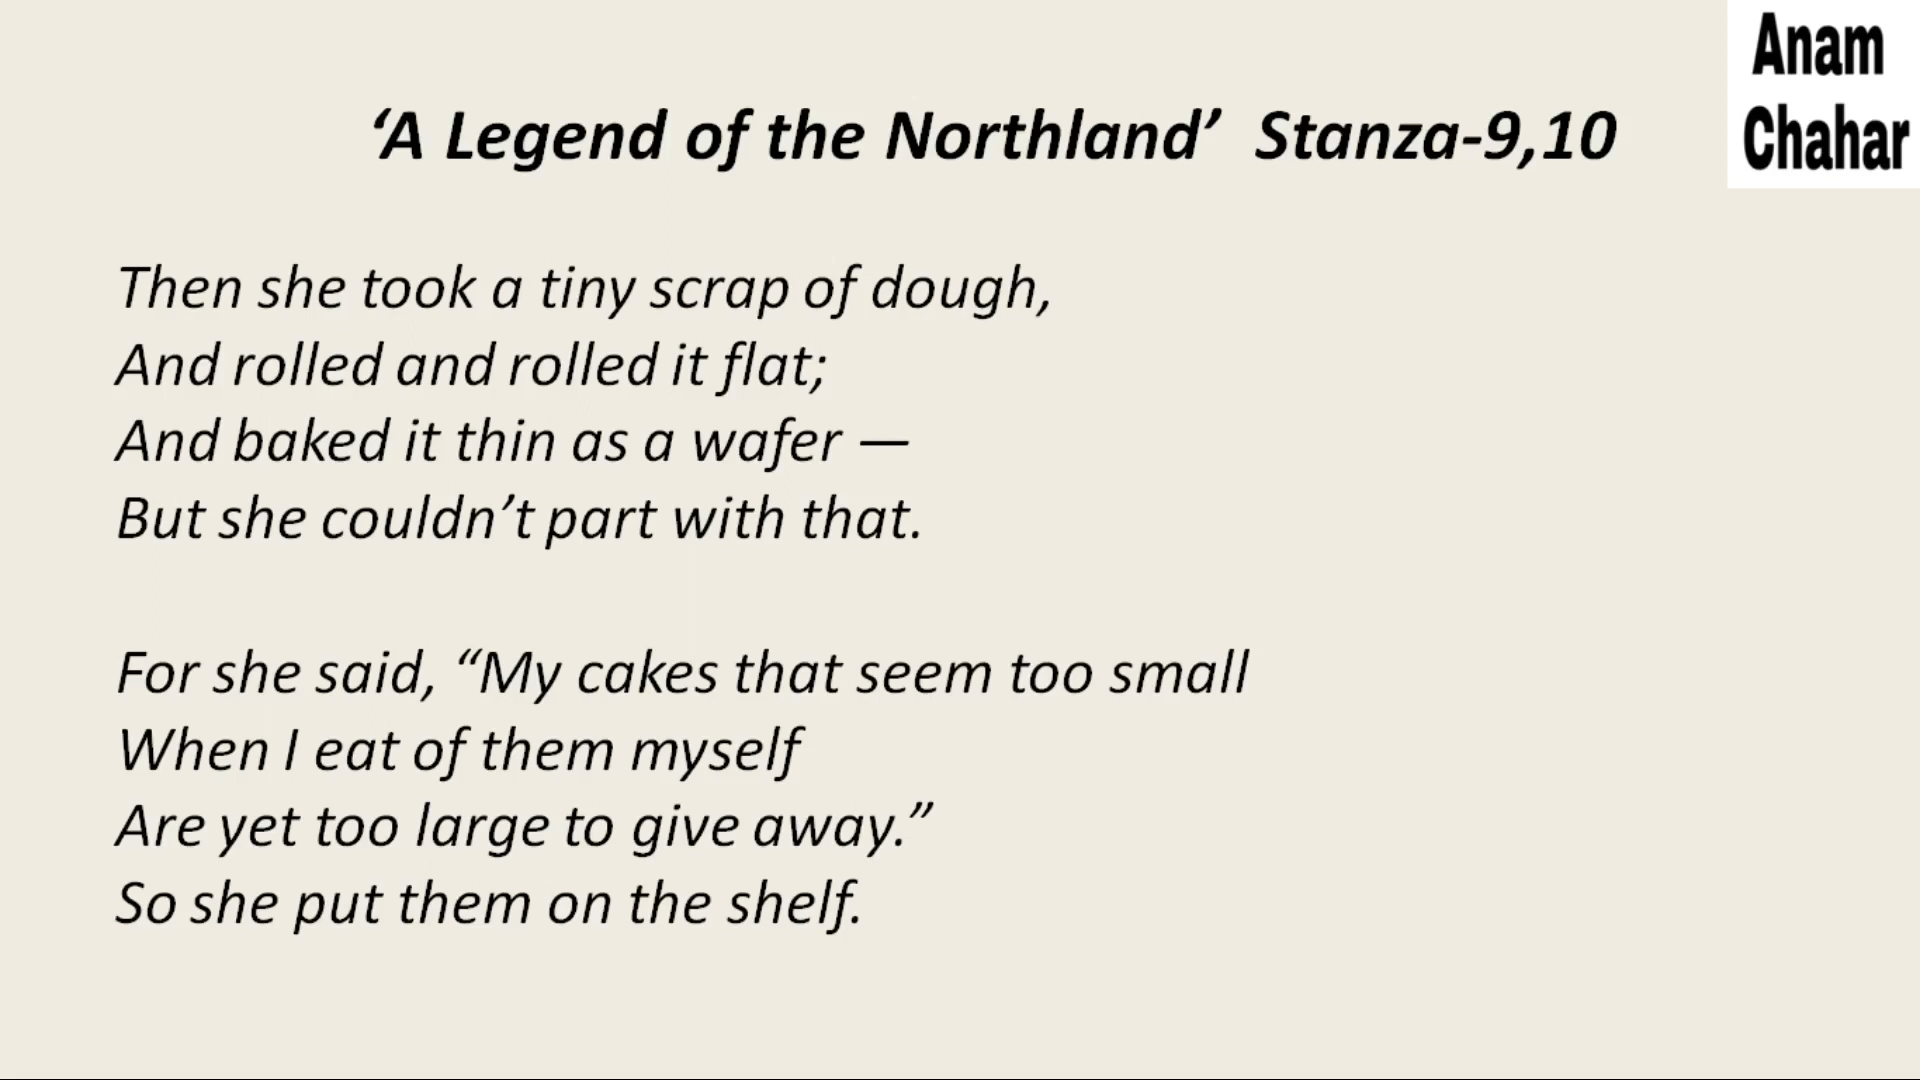 Anam
Chahar
‘A Legend of the Northland’ Stanza-9,10
Then she took a tiny scrap of dough,
And rolled and rolled it flat;
And baked it thin as a wafer —
But she couldn’t part with that.
For she said, “My cakes that seem too small
When I eat of them myself
Are yet too large to give away.”
So she put them on the shelf.